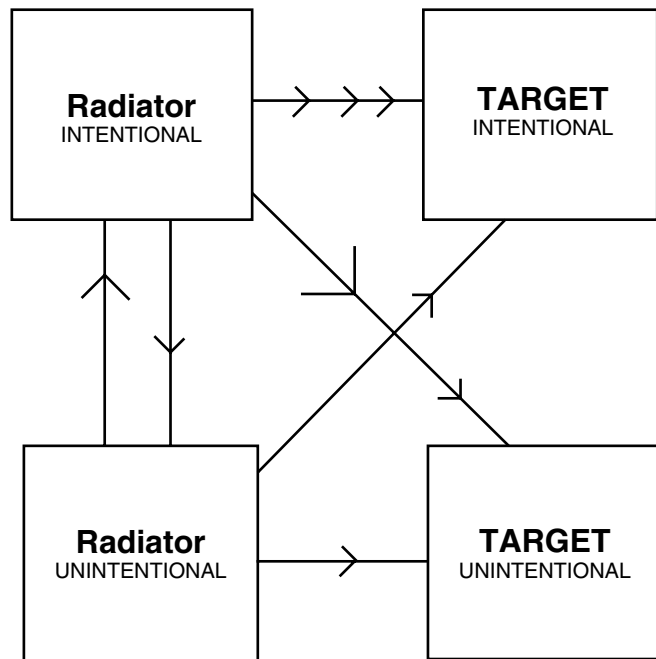 Radiator
INTENTIONAL
TARGET
INTENTIONAL
Radiator
UNINTENTIONAL
TARGET
UNINTENTIONAL